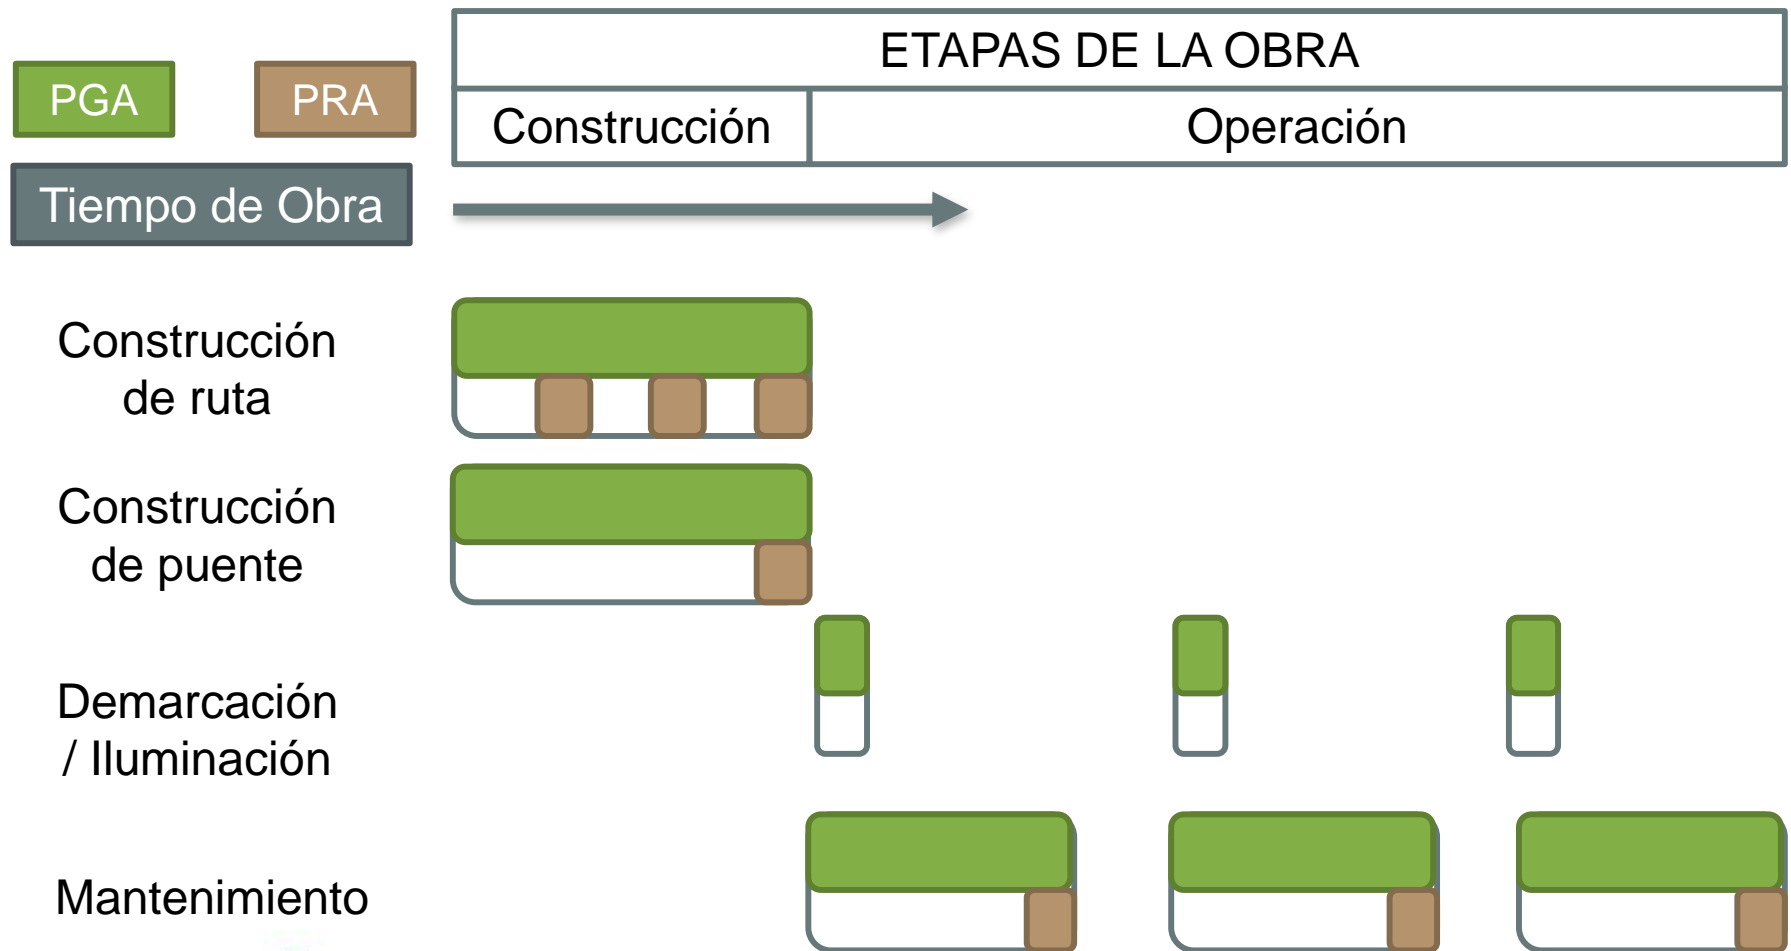 ETAPAS DE LA OBRA
PGA
PRA
Construcción
Operación
Tiempo de Obra
Construcción
de ruta
Construcción
de puente
Demarcación
/ Iluminación
Mantenimiento